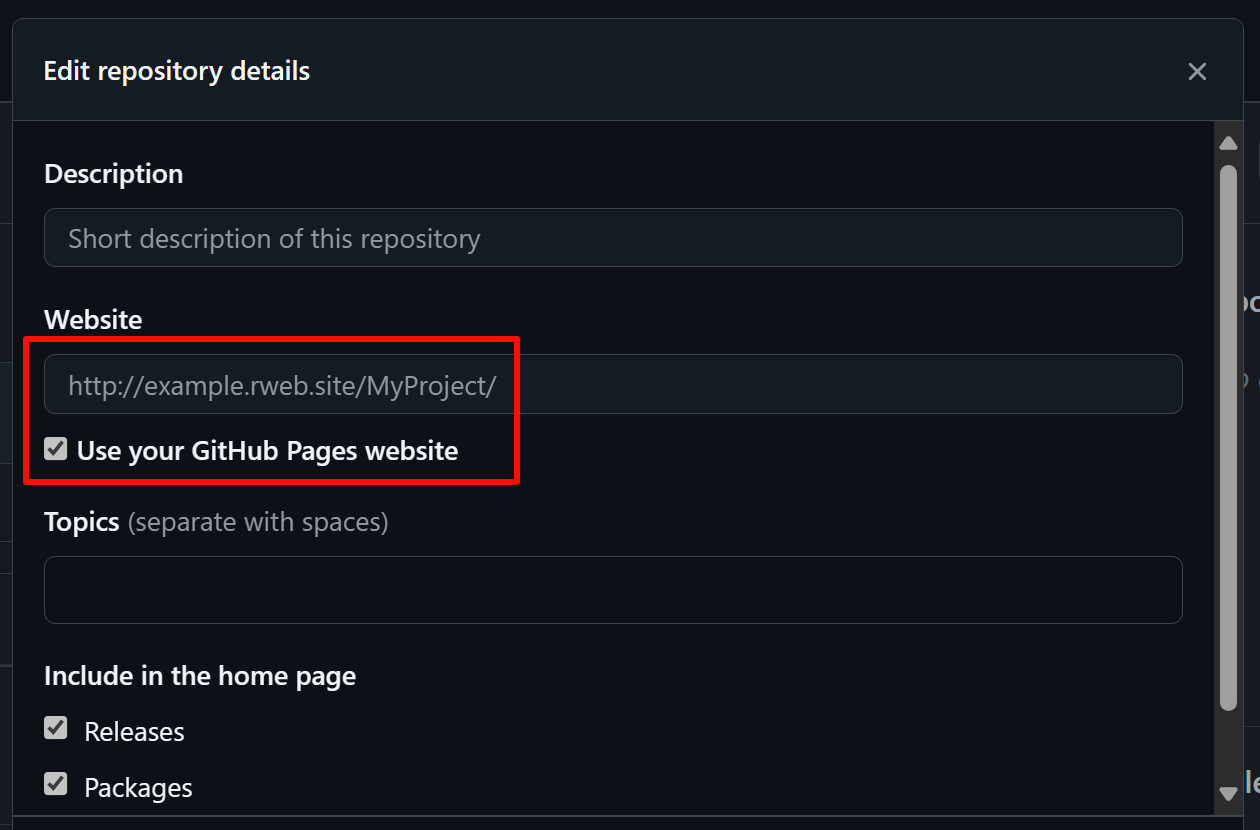 Edit repository details
Description
Short description of this repository
Website
http://example.rweb.site/MyProject/
Use your GitHub Pages website
Topics (separate with spaces)
Include in the home page
Releases
Packages